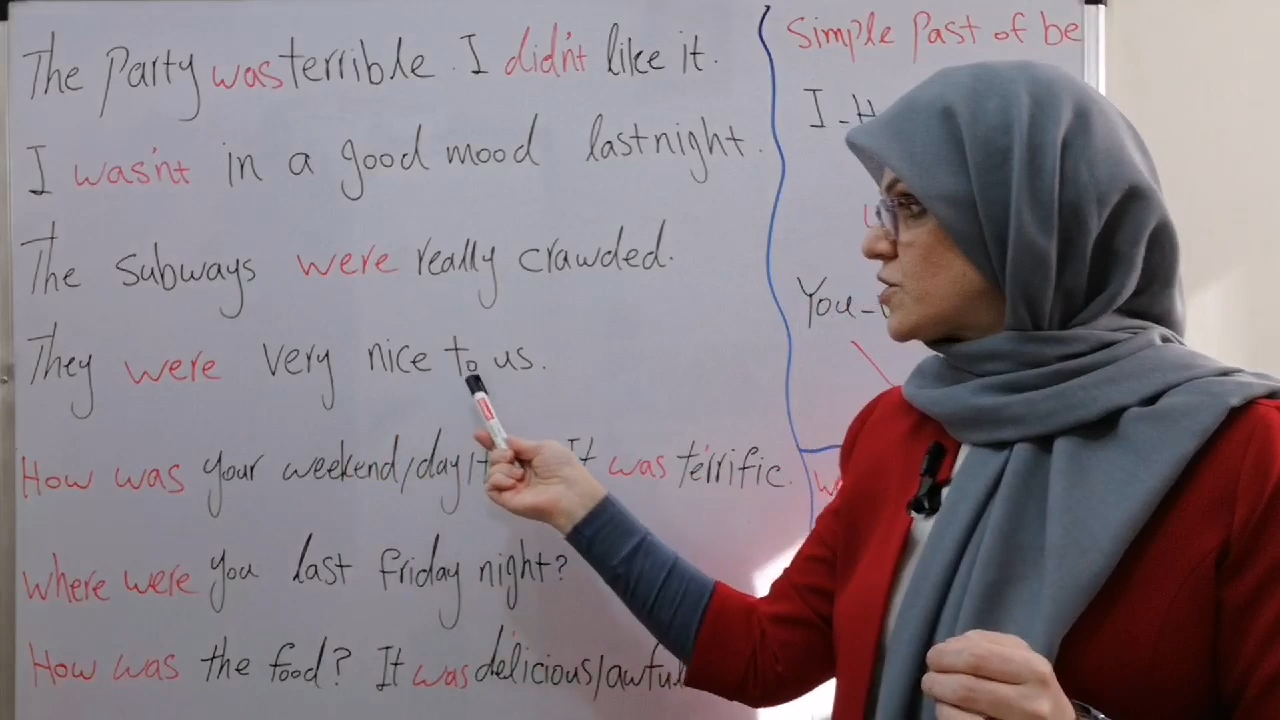 The Party was terrible. I didn't like it.
I wasn't in a good mood last night.
The subways were really crawded.
They were very nice to us.
How was your weekend/day/ It was terrific.
Where were you last friday night?
How was the food? It was delicious/awful
Simple Past of be
I-
You-